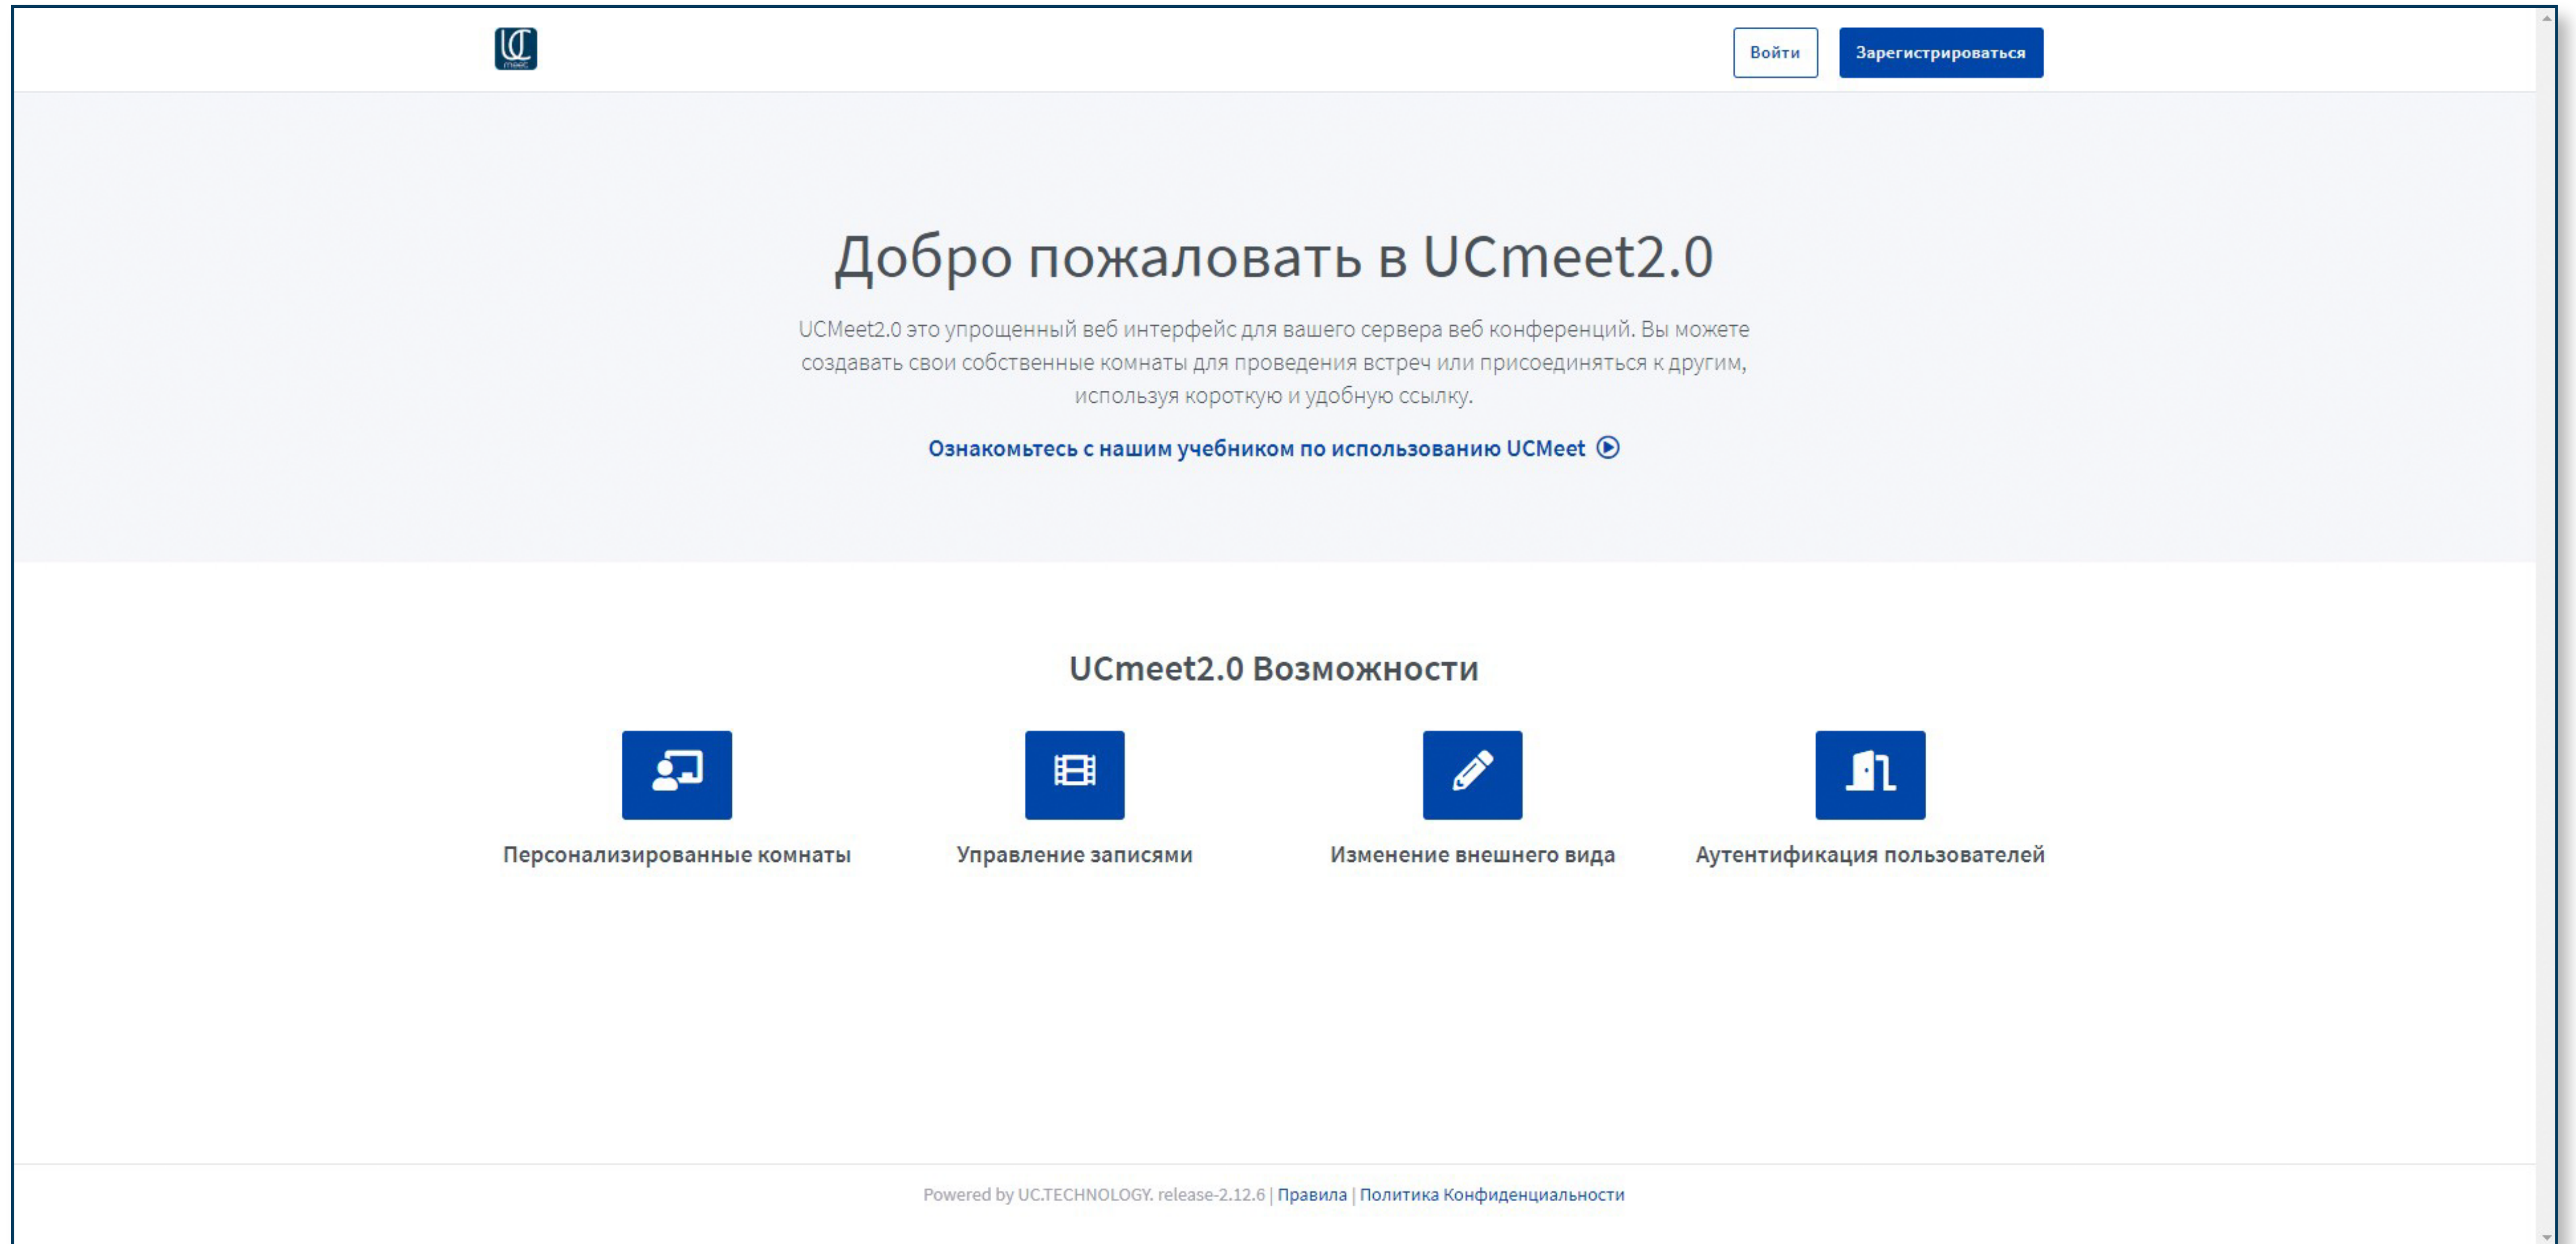 UC
meet
Войти
Зарегистрироваться
Добро пожаловать в UCmeet2.0
UCMeet2.0 это упрощенный веб интерфейс для вашего сервера веб конференций. Вы можете
создавать свои собственные комнаты для проведения встреч или присоединяться к другим,
используя короткую и удобную ссылку.
Ознакомьтесь с нашим учебником по использованию UCMeet
UCmeet2.0 Возможности
Персонализированные комнаты
Управление записями
Изменение внешнего вида
Аутентификация пользователей
Powered by UC.TECHNOLOGY. release-2.12.6 | Правила | Политика Конфиденциальности